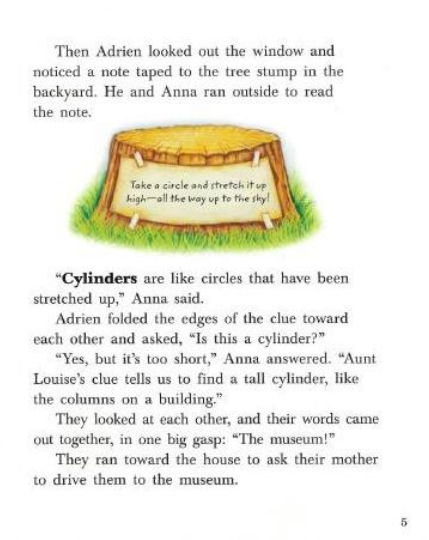 Then Adrien looked out the window and
noticed a note taped to the tree stump in the
backyard. He and Anna ran outside to read
the note.
Take a circle and stretch it up
high—all the way up to the sky!
“Cylinders are like circles that have been
stretched up,” Anna said.
Adrien folded the edges of the clue toward
each other and asked, “Is this a cylinder?”
“Yes, but it’s too short,” Anna answered. “Aunt
Louise’s clue tells us to find a tall cylinder, like
the columns on a building.”
They looked at each other, and their words came
out together, in one big gasp: “The museum!”
They ran toward the house to ask their mother
to drive them to the museum.
5